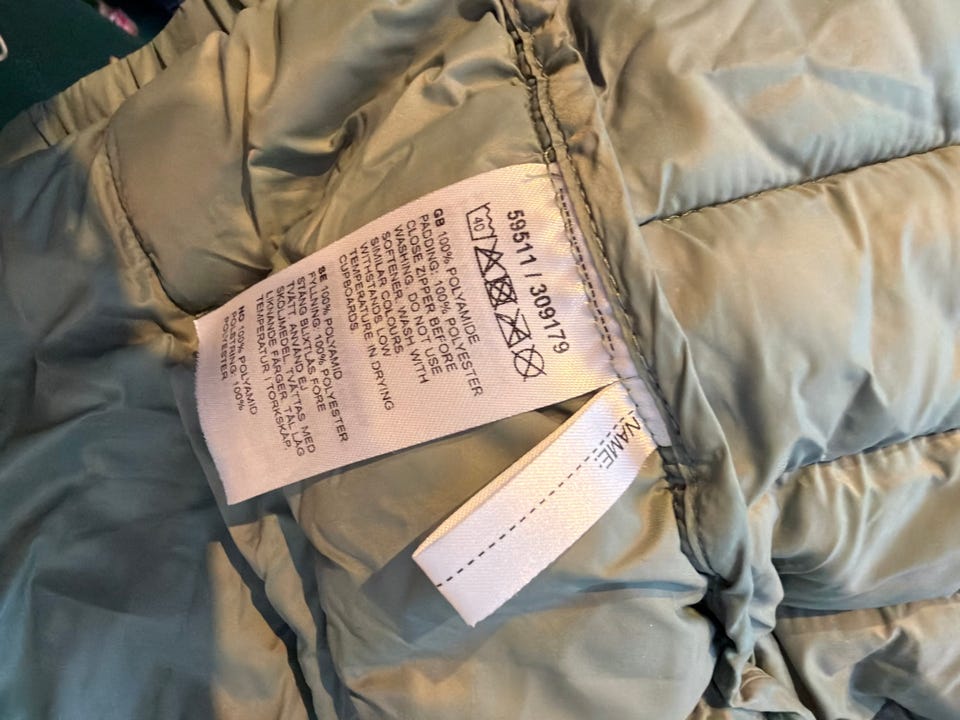 59511 / 309179
40
GB 100% POLYAMIDE
PADDING: 100% POLYESTER
CLOSE ZIPPER BEFORE
WASHING. DO NOT USE
SOFTENER. WASH WITH
SIMILAR COLOURS
WITHSTANDS LOW
TEMPERATURE IN DRYING
CUPBOARDS.
SE 100% POLYAMID
FYLLNING: 100% POLYESTER
STÄNG BLIXTLÅS FÖRE
TVÄTT. ANVÄND EJ
SKÖLJMEDEL. TVÄTTAS MED
LIKNANDE FÄRGER. TÅL LÅG
TEMPERATUR I TORKSKÅP.
NO 100% POLYAMID
POLSTRING: 100%
POLYESTER
NAME: